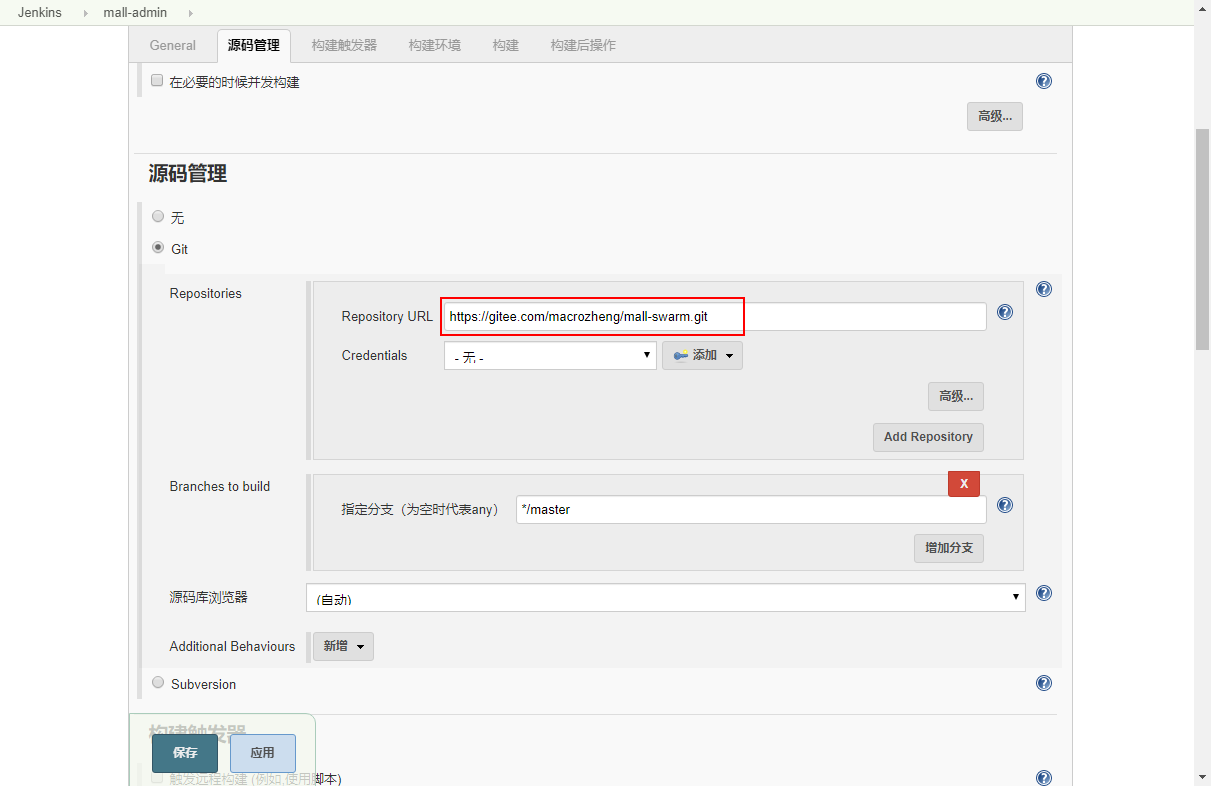 Jenkins mall-admin
General 源码管理 构建触发器 构建环境 构建 构建后操作
在必要的时候并发构建
高级...
源码管理
无
Git
Repositories
Repository URL https://gitee.com/macrozheng/mall-swarm.git
Credentials - 无 - 添加
高级...
Add Repository
Branches to build
X
指定分支（为空时代表any） */master
增加分支
源码库浏览器 (自动)
Additional Behaviours 新增
Subversion
构建触发器
保存 应用
触发远程构建 (例如,使用脚本)